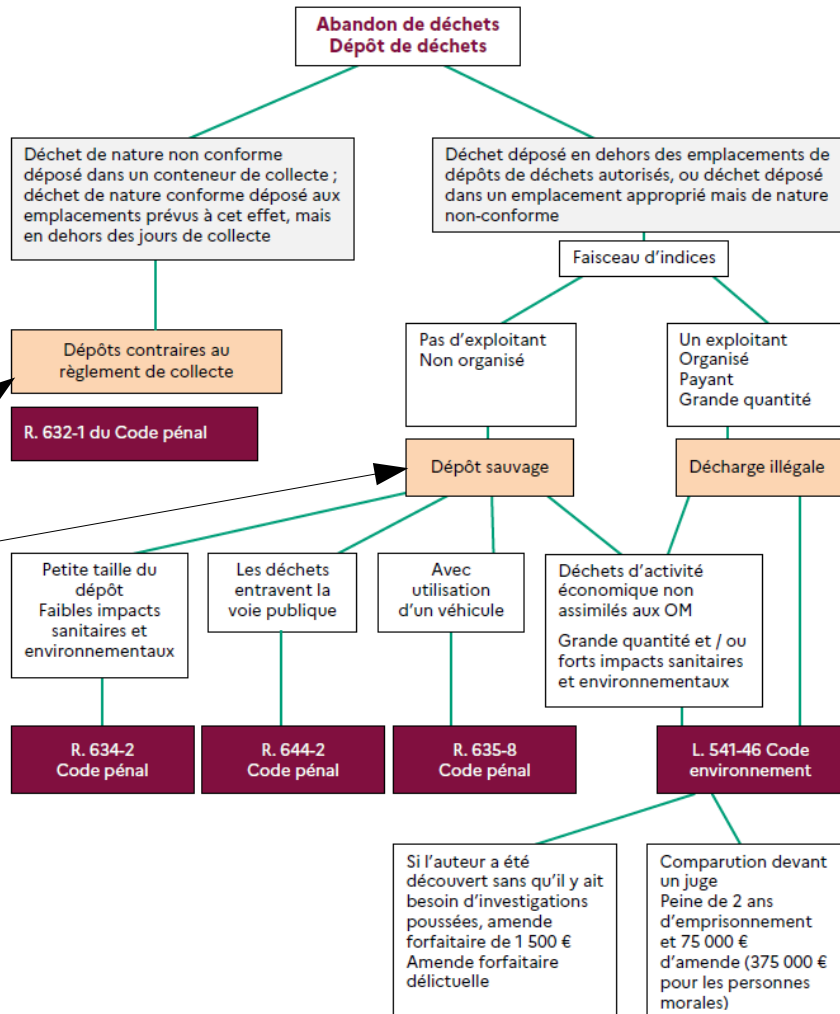 Abandon de déchets
Dépôt de déchets
Déchet de nature non conforme
déposé dans un conteneur de collecte ;
déchet de nature conforme déposé aux
emplacements prévus à cet effet, mais
en dehors des jours de collecte
Déchet déposé en dehors des emplacements de
dépôts de déchets autorisés, ou déchet déposé
dans un emplacement approprié mais de nature
non-conforme
Faisceau d'indices
Dépôts contraires au
règlement de collecte
R. 632-1 du Code pénal
Pas d'exploitant
Non organisé
Un exploitant
Organisé
Payant
Grande quantité
Dépôt sauvage
Décharge illégale
Petite taille du
dépôt
Faibles impacts
sanitaires et
environnementaux
Les déchets
entravent la
voie publique
Avec
utilisation
d'un véhicule
Déchets d'activité
économique non
assimilés aux OM
Grande quantité et / ou
forts impacts sanitaires
et environnementaux
R. 634-2
Code pénal
R. 644-2
Code pénal
R. 635-8
Code pénal
L. 541-46 Code
environnement
Si l'auteur a été
découvert sans qu'il y ait
besoin d'investigations
poussées, amende
forfaitaire de 1 500 €
Amende forfaitaire
délictuelle
Comparution devant
un juge
Peine de 2 ans
d'emprisonnement
et 75 000 €
d'amende (375 000 €
pour les personnes
morales)